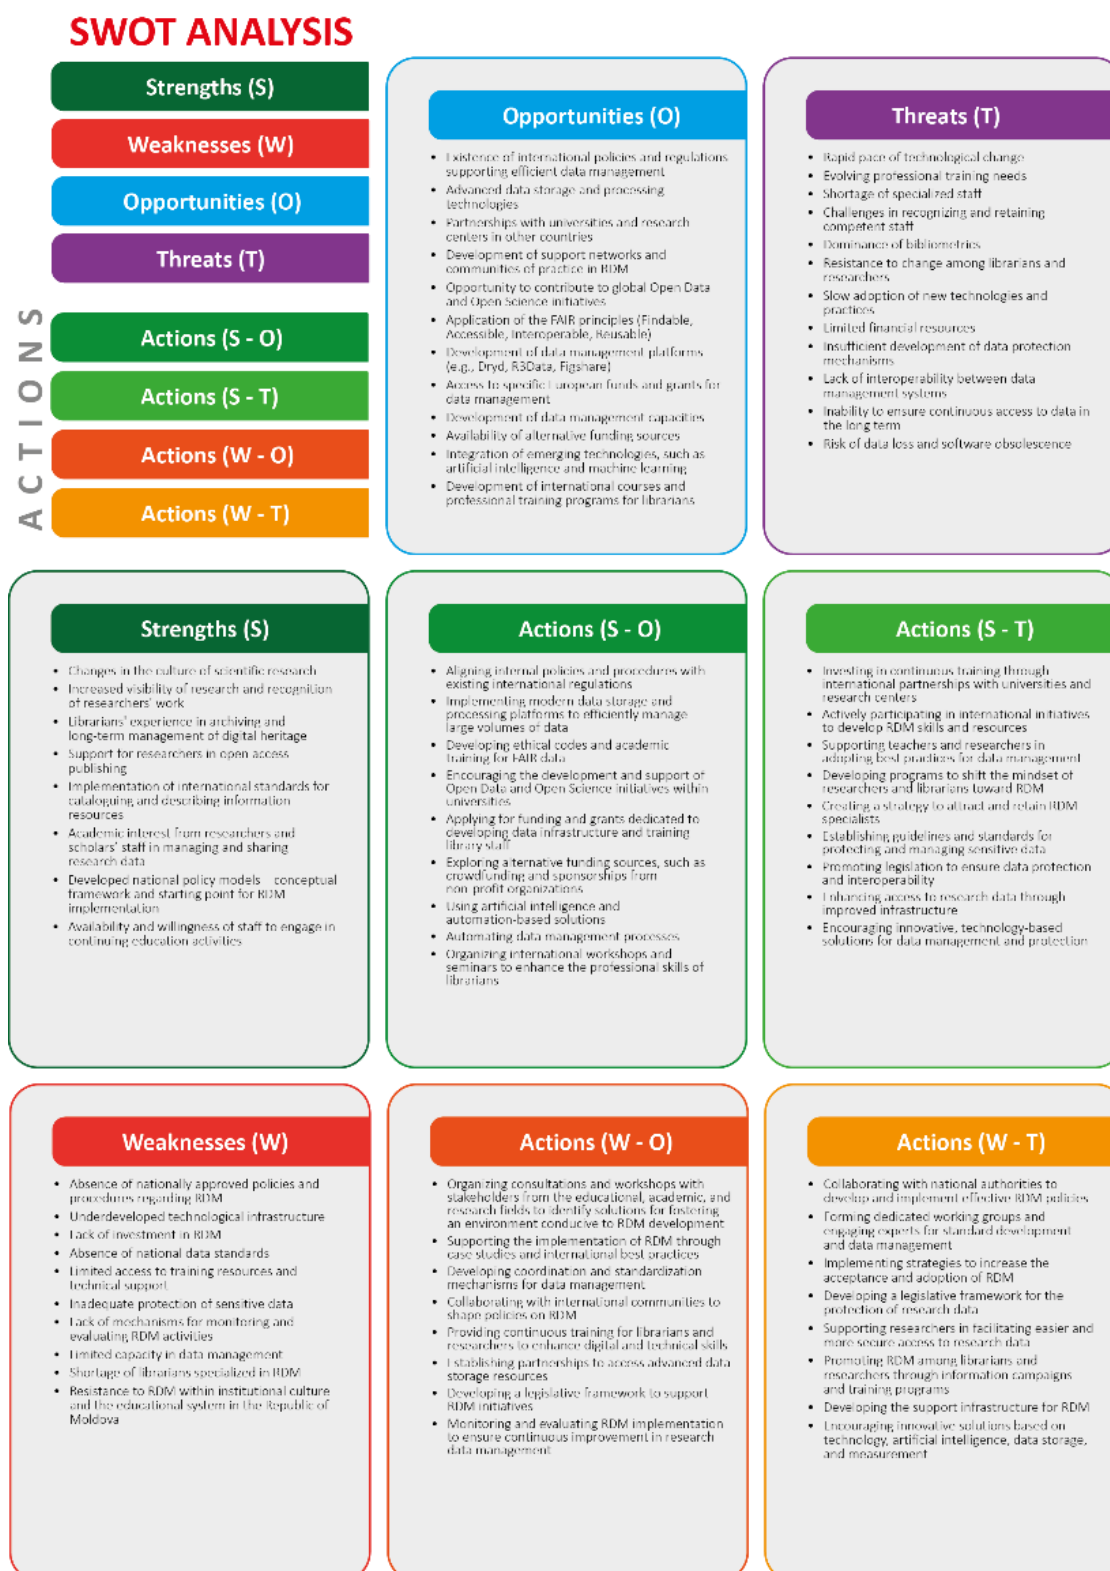 SWOT ANALYSIS
Strengths (S)
Weaknesses (W)
Opportunities (O)
Threats (T)
ACTIONS
Actions (S - O)
Actions (S - T)
Actions (W - O)
Actions (W - T)
Opportunities (O)
• Existence of international policies and regulations
supporting efficient data management
• Advanced data storage and processing
technologies
• Partnerships with universities and research
centers in other countries
• Development of support networks and
communities of practice in RDM
• Opportunity to contribute to global Open Data
and Open Science initiatives
• Application of the FAIR principles (Findable,
Accessible, Interoperable, Reusable)
• Development of data management platforms
(e.g., Dryd, R3Data, Figshare)
• Access to specific European funds and grants for
data management
• Development of data management capacities
• Availability of alternative funding sources
• Integration of emerging technologies, such as
artificial intelligence and machine learning
• Development of international courses and
professional training programs for librarians
Threats (T)
• Rapid pace of technological change
• Evolving professional training needs
• Shortage of specialized staff
• Challenges in recognizing and retaining
competent staff
• Dominance of bibliometrics
• Resistance to change among librarians and
researchers
• Slow adoption of new technologies and
practices
• Limited financial resources
• Insufficient development of data protection
mechanisms
• Lack of interoperability between data
management systems
• Inability to ensure continuous access to data in
the long term
• Risk of data loss and software obsolescence
Strengths (S)
• Changes in the culture of scientific research
• Increased visibility of research and recognition
of researchers' work
• Librarians' experience in archiving and
long-term management of digital heritage
• Support for researchers in open access
publishing
• Implementation of international standards for
cataloguing and describing information
resources
• Academic interest from researchers and
scholars' staff in managing and sharing
research data
• Developed national policy models conceptual
framework and starting point for RDM
implementation
• Availability and willingness of staff to engage in
continuing education activities
Actions (S - O)
• Aligning internal policies and procedures with
existing international regulations
• Implementing modern data storage and
processing platforms to efficiently manage
large volumes of data
• Developing ethical codes and academic
training for FAIR data
• Encouraging the development and support of
Open Data and Open Science initiatives within
universities
• Applying for funding and grants dedicated to
developing data infrastructure and training
library staff
• Exploring alternative funding sources, such as
crowdfunding and sponsorships from
non-profit organizations
• Using artificial intelligence and
automation-based solutions
• Automating data management processes
• Organizing international workshops and
seminars to enhance the professional skills of
librarians
Actions (S - T)
• Investing in continuous training through
international partnerships with universities and
research centers
• Actively participating in international initiatives
to develop RDM skills and resources
• Supporting teachers and researchers in
adopting best practices for data management
• Developing programs to shift the mindset of
researchers and librarians toward RDM
• Creating a strategy to attract and retain RDM
specialists
• Establishing guidelines and standards for
protecting and managing sensitive data
• Promoting legislation to ensure data protection
and interoperability
• Enhancing access to research data through
improved infrastructure
• Encouraging innovative, technology-based
solutions for data management and protection
Weaknesses (W)
• Absence of nationally approved policies and
procedures regarding RDM
• Underdeveloped technological infrastructure
• Lack of investment in RDM
• Absence of national data standards
• Limited access to training resources and
technical support
• Inadequate protection of sensitive data
• Lack of mechanisms for monitoring and
evaluating RDM activities
• Limited capacity in data management
• Shortage of librarians specialized in RDM
• Resistance to RDM within institutional culture
and the educational system in the Republic of
Moldova
Actions (W - O)
• Organizing consultations and workshops with
stakeholders from the educational, academic, and
research fields to identify solutions for fostering
an environment conducive to RDM development
• Supporting the implementation of RDM through
case studies and international best practices
• Developing coordination and standardization
mechanisms for data management
• Collaborating with international communities to
shape policies on RDM
• Providing continuous training for librarians and
researchers to enhance digital and technical skills
• Establishing partnerships to access advanced data
storage resources
• Developing a legislative framework to support
RDM initiatives
• Monitoring and evaluating RDM implementation
to ensure continuous improvement in research
data management
Actions (W - T)
• Collaborating with national authorities to
develop and implement effective RDM policies
• Forming dedicated working groups and
engaging experts for standard development
and data management
• Implementing strategies to increase the
acceptance and adoption of RDM
• Developing a legislative framework for the
protection of research data
• Supporting researchers in facilitating easier and
more secure access to research data
• Promoting RDM among librarians and
researchers through information campaigns
and training programs
• Developing the support infrastructure for RDM
• Encouraging innovative solutions based on
technology, artificial intelligence, data storage,
and measurement